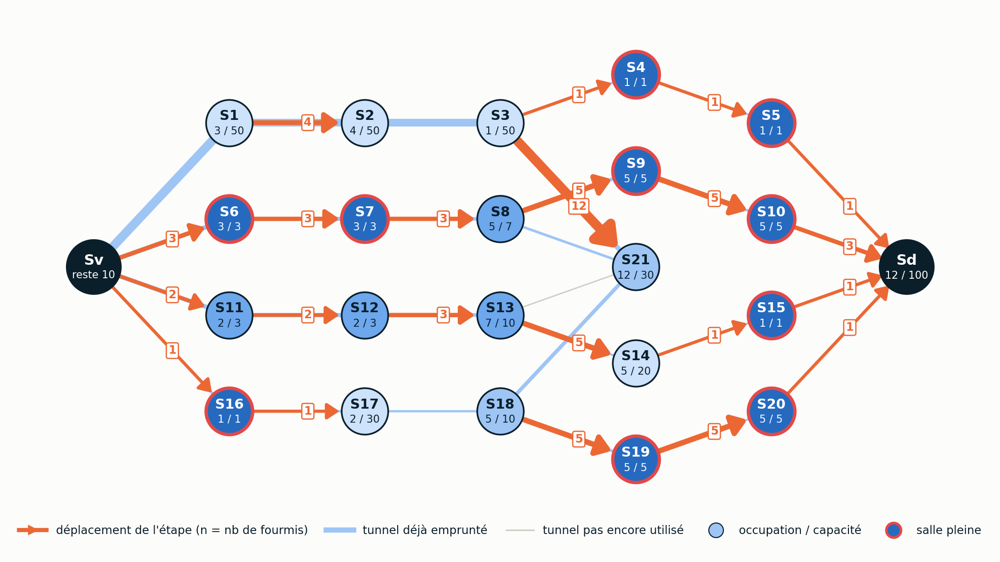 S4
1 / 1
1
1
S1
3 / 50
4
S2
4 / 50
S3
1 / 50
S5
1 / 1
S9
5 / 5
5
12
5
1
S6
3 / 3
3
S7
3 / 3
3
S8
5 / 7
S10
5 / 5
3
3
Sv
reste 10
S21
12 / 30
Sd
12 / 100
2
1
S11
2 / 3
2
S12
2 / 3
3
S13
7 / 10
S15
1 / 1
1
5
1
1
S14
5 / 20
S16
1 / 1
1
S17
2 / 30
S18
5 / 10
S20
5 / 5
5
5
S19
5 / 5
déplacement de l'étape (n = nb de fourmis)
tunnel déjà emprunté
tunnel pas encore utilisé
occupation / capacité
salle pleine